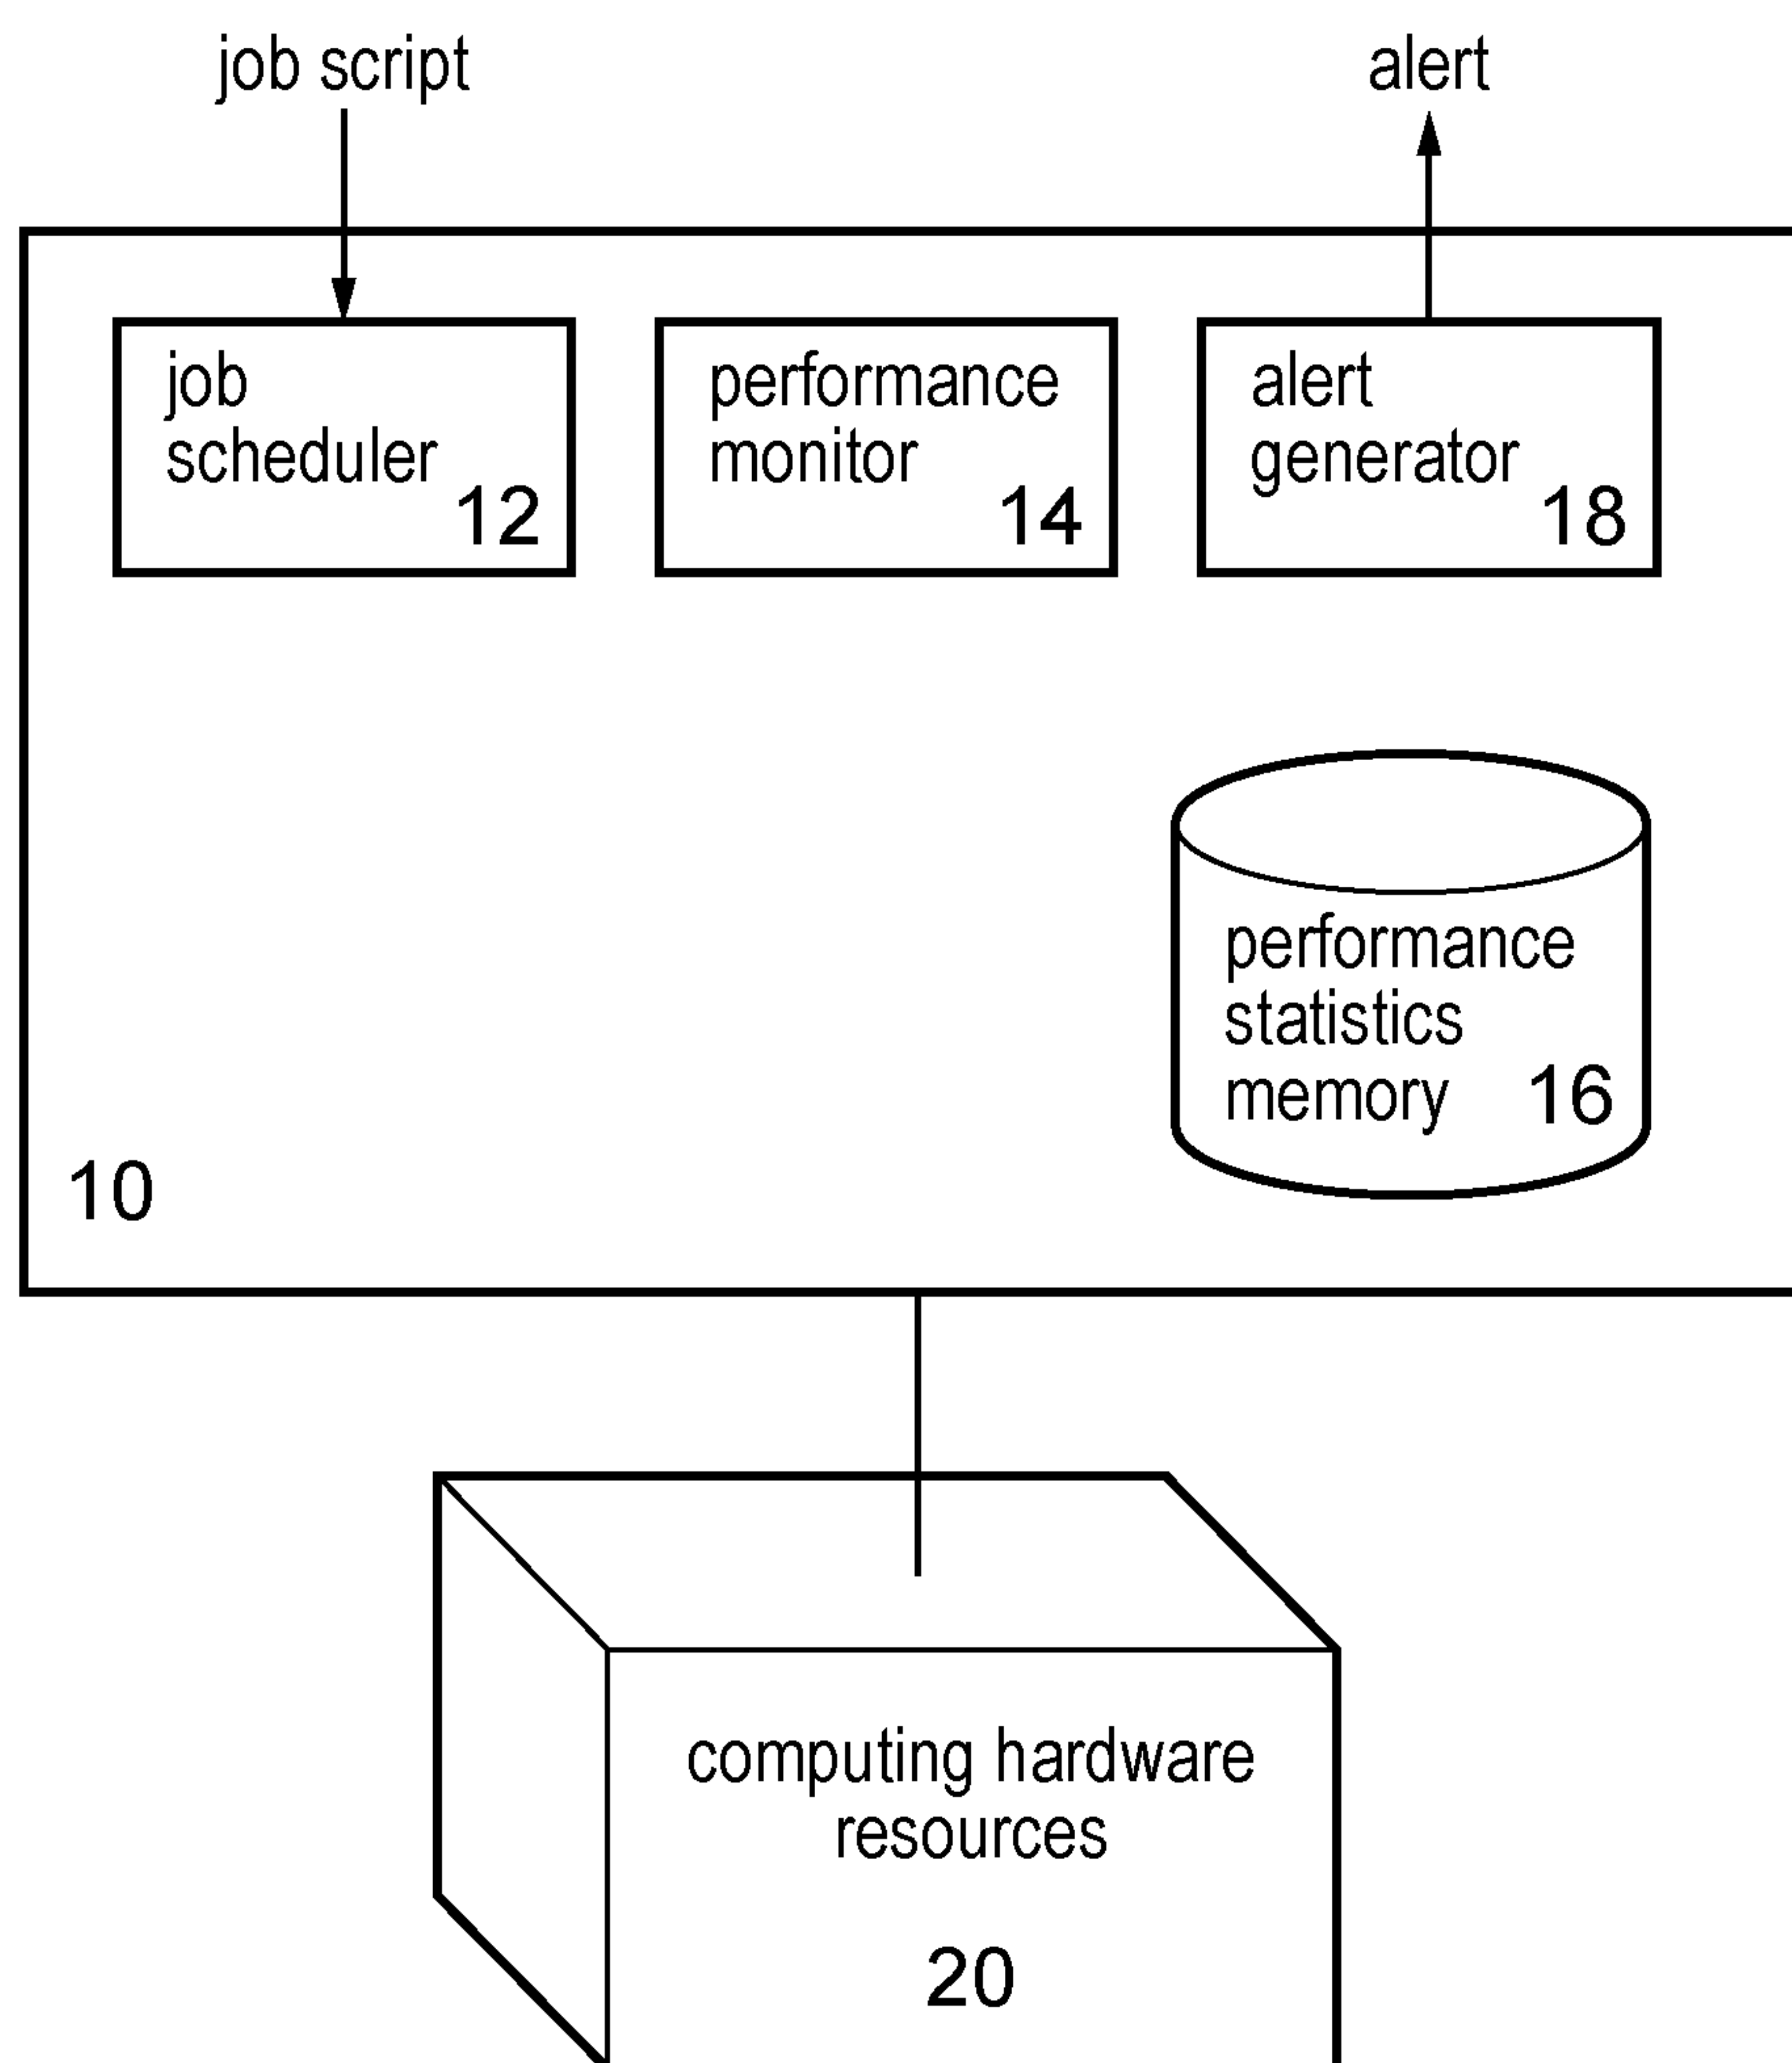 job script
alert
job
scheduler
12
performance
monitor
14
alert
generator
18
performance
statistics
memory 16
10
computing hardware
resources
20